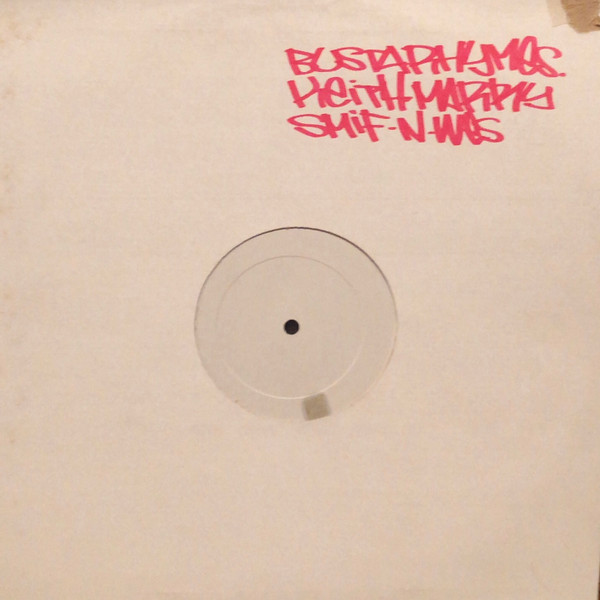 BUSTA RHYMES.
KEITH MURRAY
SMIF-N-WES